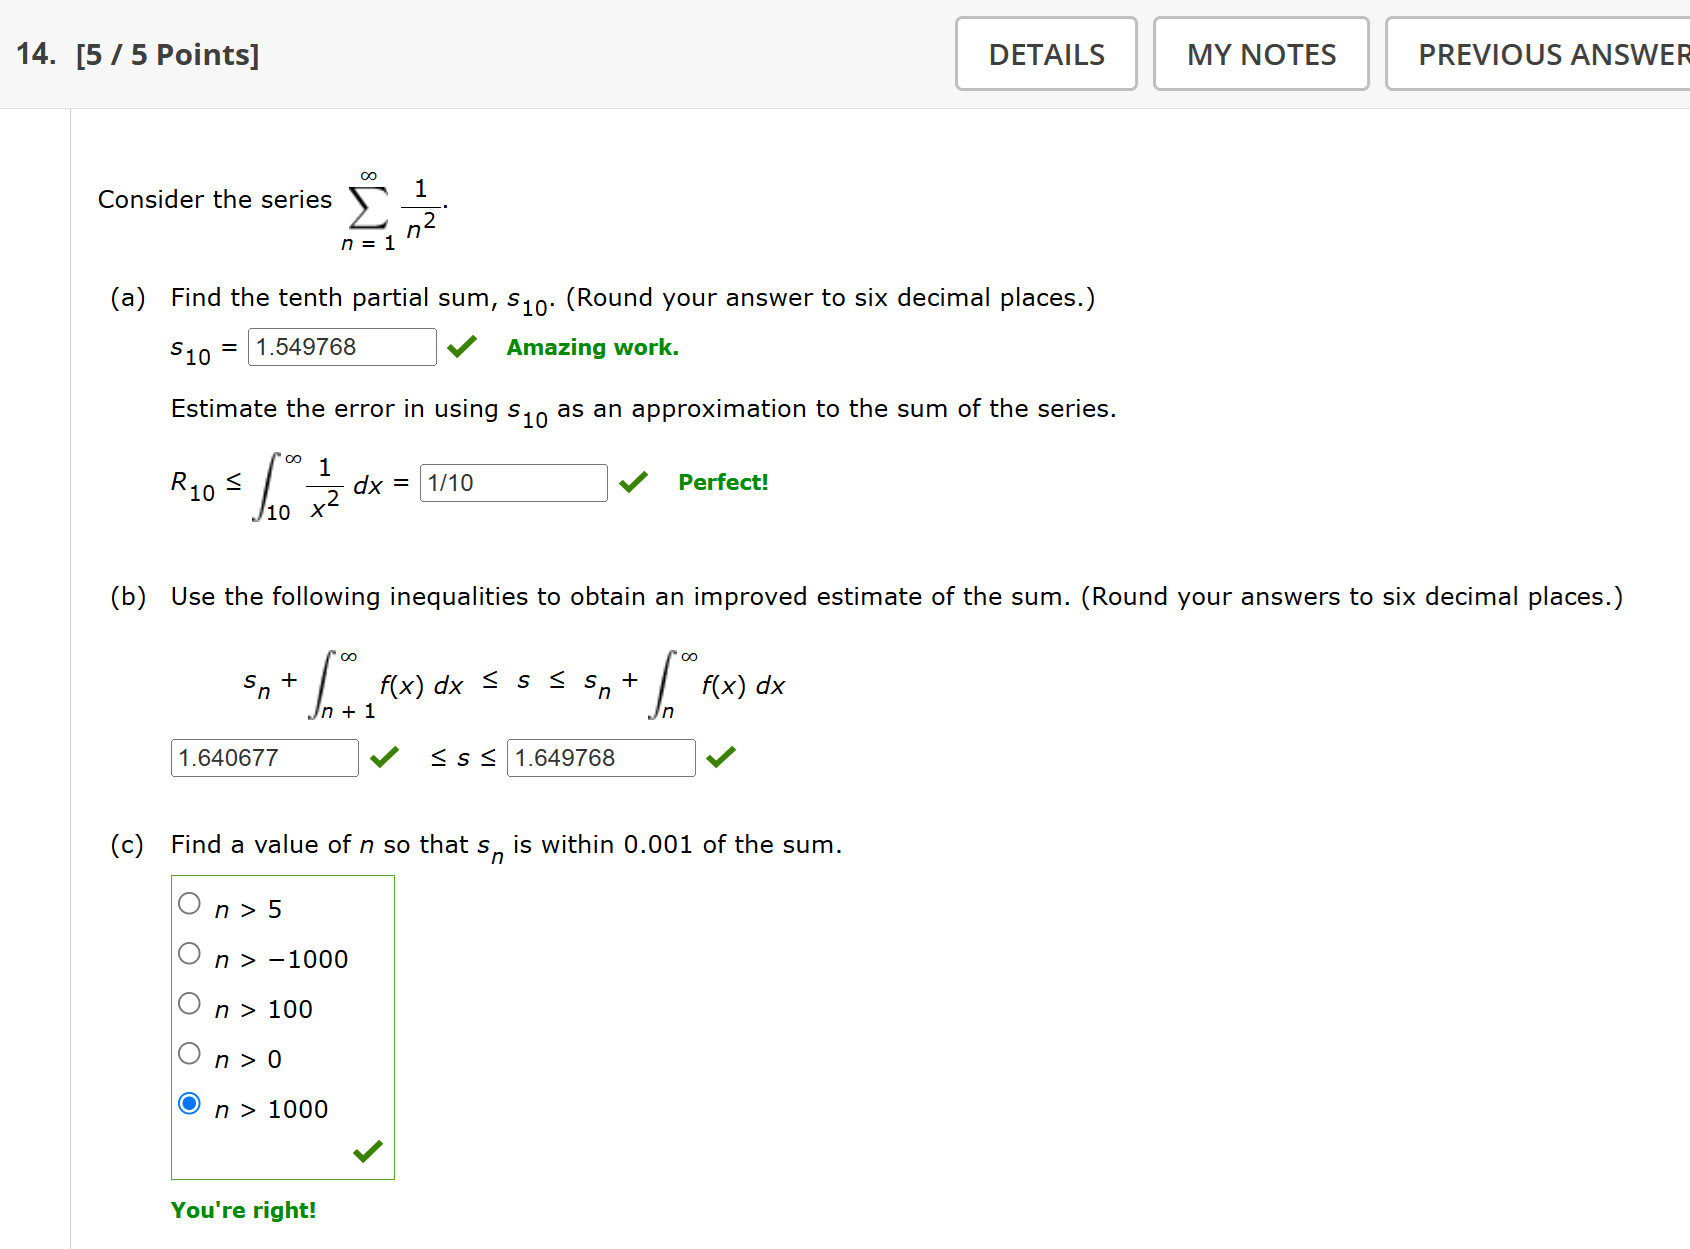 14. [5 / 5 Points] DETAILS MY NOTES PREVIOUS ANSWER
Consider the series ∑_{n = 1}^{∞} 1/n².
(a) Find the tenth partial sum, s₁₀. (Round your answer to six decimal places.)
s₁₀ = 1.549768 ✔ Amazing work.
Estimate the error in using s₁₀ as an approximation to the sum of the series.
R₁₀ ≤ ∫_{10}^{∞} 1/x² dx = 1/10 ✔ Perfect!
(b) Use the following inequalities to obtain an improved estimate of the sum. (Round your answers to six decimal places.)
sₙ + ∫_{n + 1}^{∞} f(x) dx ≤ s ≤ sₙ + ∫_{n}^{∞} f(x) dx
1.640677 ✔ ≤ s ≤ 1.649768 ✔
(c) Find a value of n so that sₙ is within 0.001 of the sum.
n > 5
n > −1000
n > 100
n > 0
n > 1000
✔
You're right!